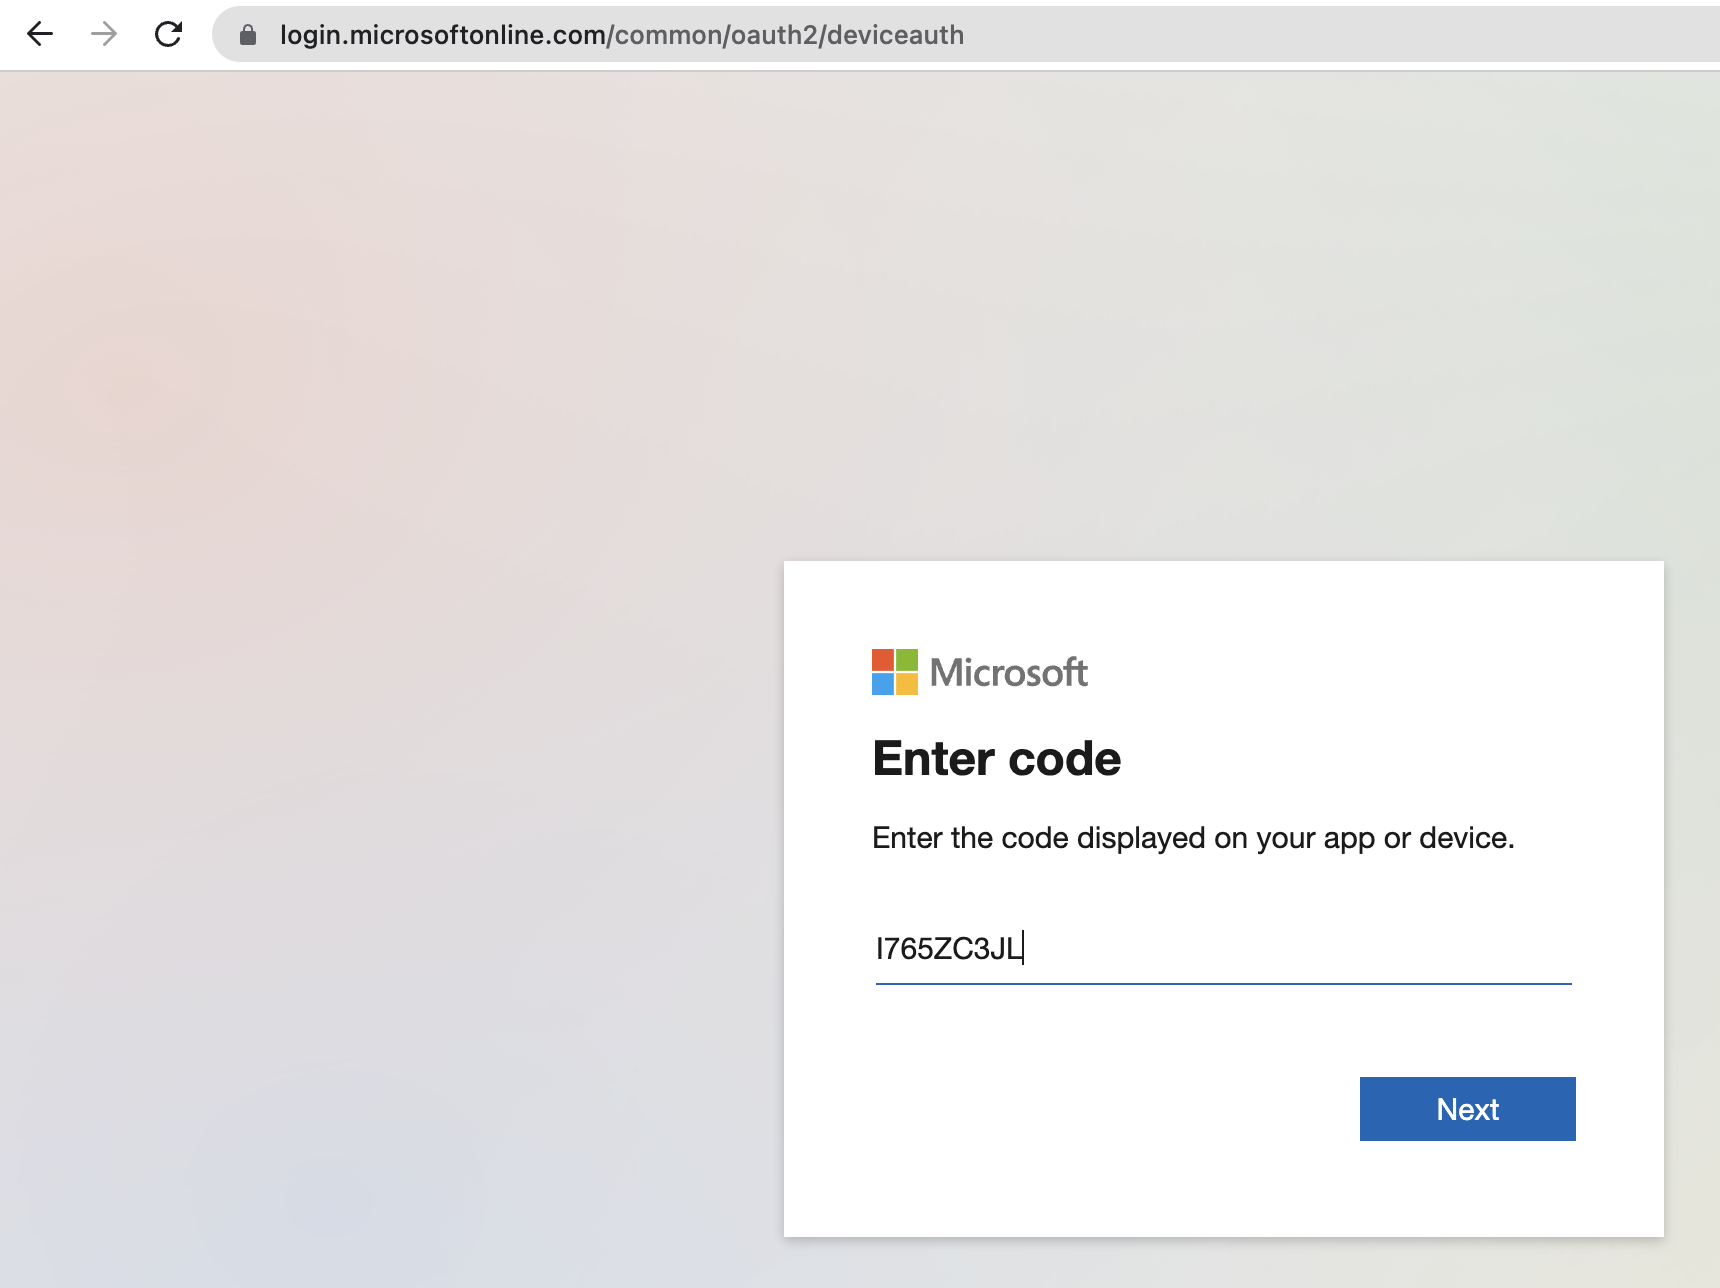 login.microsoftonline.com/common/oauth2/deviceauth
Microsoft
Enter code
Enter the code displayed on your app or device.
I765ZC3JL
Next